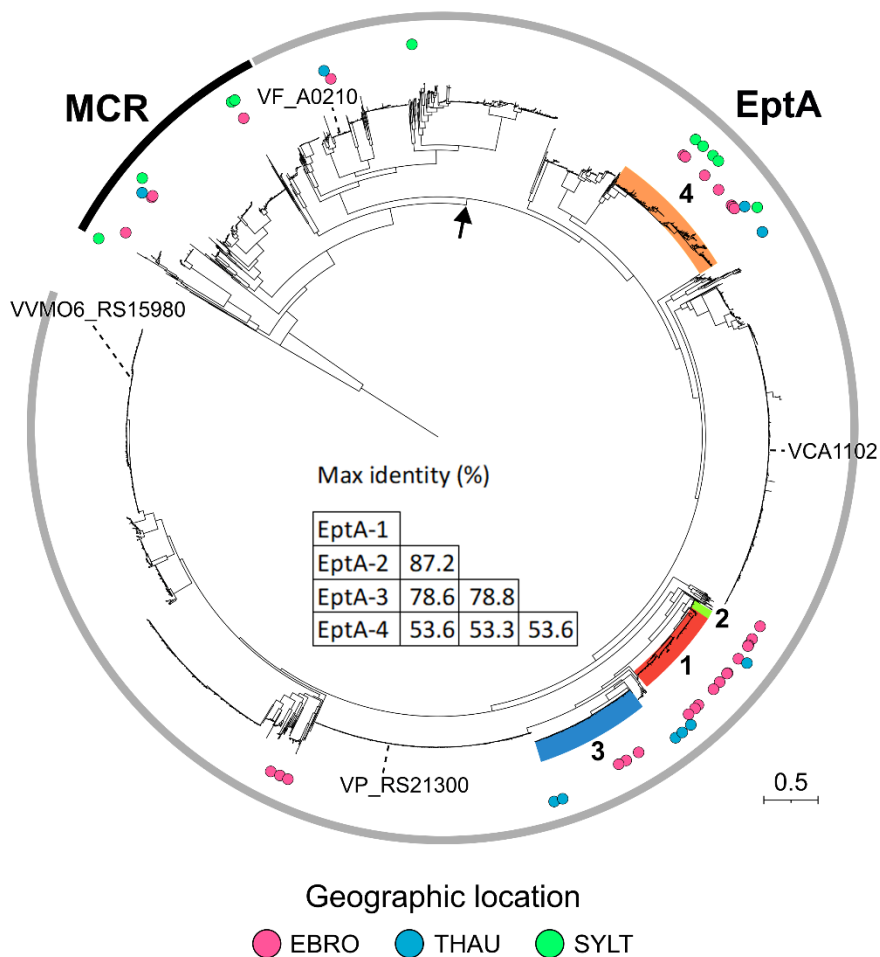 MCR
EptA
VF_A0210
4
VVMO6_RS15980
VCA1102
Max identity (%)
EptA-1
EptA-2 87.2
EptA-3 78.6 78.8
EptA-4 53.6 53.3 53.6
2
1
3
VP_RS21300
0.5
Geographic location
EBRO THAU SYLT